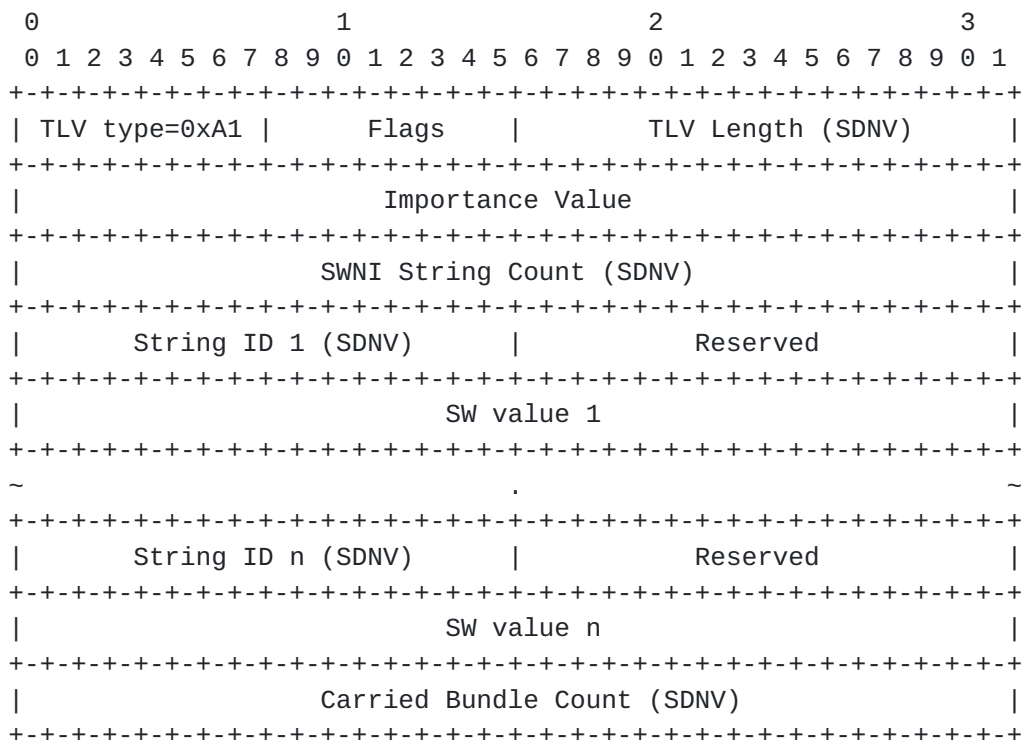 0                   1                   2                   3
0 1 2 3 4 5 6 7 8 9 0 1 2 3 4 5 6 7 8 9 0 1 2 3 4 5 6 7 8 9 0 1
+-+-+-+-+-+-+-+-+-+-+-+-+-+-+-+-+-+-+-+-+-+-+-+-+-+-+-+-+-+-+-+-+
| TLV type=0xA1 |      Flags    |        TLV Length (SDNV)      |
+-+-+-+-+-+-+-+-+-+-+-+-+-+-+-+-+-+-+-+-+-+-+-+-+-+-+-+-+-+-+-+-+
|                       Importance Value                        |
+-+-+-+-+-+-+-+-+-+-+-+-+-+-+-+-+-+-+-+-+-+-+-+-+-+-+-+-+-+-+-+-+
|                   SWNI String Count (SDNV)                    |
+-+-+-+-+-+-+-+-+-+-+-+-+-+-+-+-+-+-+-+-+-+-+-+-+-+-+-+-+-+-+-+-+
|       String ID 1 (SDNV)      |           Reserved            |
+-+-+-+-+-+-+-+-+-+-+-+-+-+-+-+-+-+-+-+-+-+-+-+-+-+-+-+-+-+-+-+-+
|                           SW value 1                          |
+-+-+-+-+-+-+-+-+-+-+-+-+-+-+-+-+-+-+-+-+-+-+-+-+-+-+-+-+-+-+-+-+
~                               .                               ~
+-+-+-+-+-+-+-+-+-+-+-+-+-+-+-+-+-+-+-+-+-+-+-+-+-+-+-+-+-+-+-+-+
|       String ID n (SDNV)      |           Reserved            |
+-+-+-+-+-+-+-+-+-+-+-+-+-+-+-+-+-+-+-+-+-+-+-+-+-+-+-+-+-+-+-+-+
|                           SW value n                          |
+-+-+-+-+-+-+-+-+-+-+-+-+-+-+-+-+-+-+-+-+-+-+-+-+-+-+-+-+-+-+-+-+
|                   Carried Bundle Count (SDNV)                 |
+-+-+-+-+-+-+-+-+-+-+-+-+-+-+-+-+-+-+-+-+-+-+-+-+-+-+-+-+-+-+-+-+